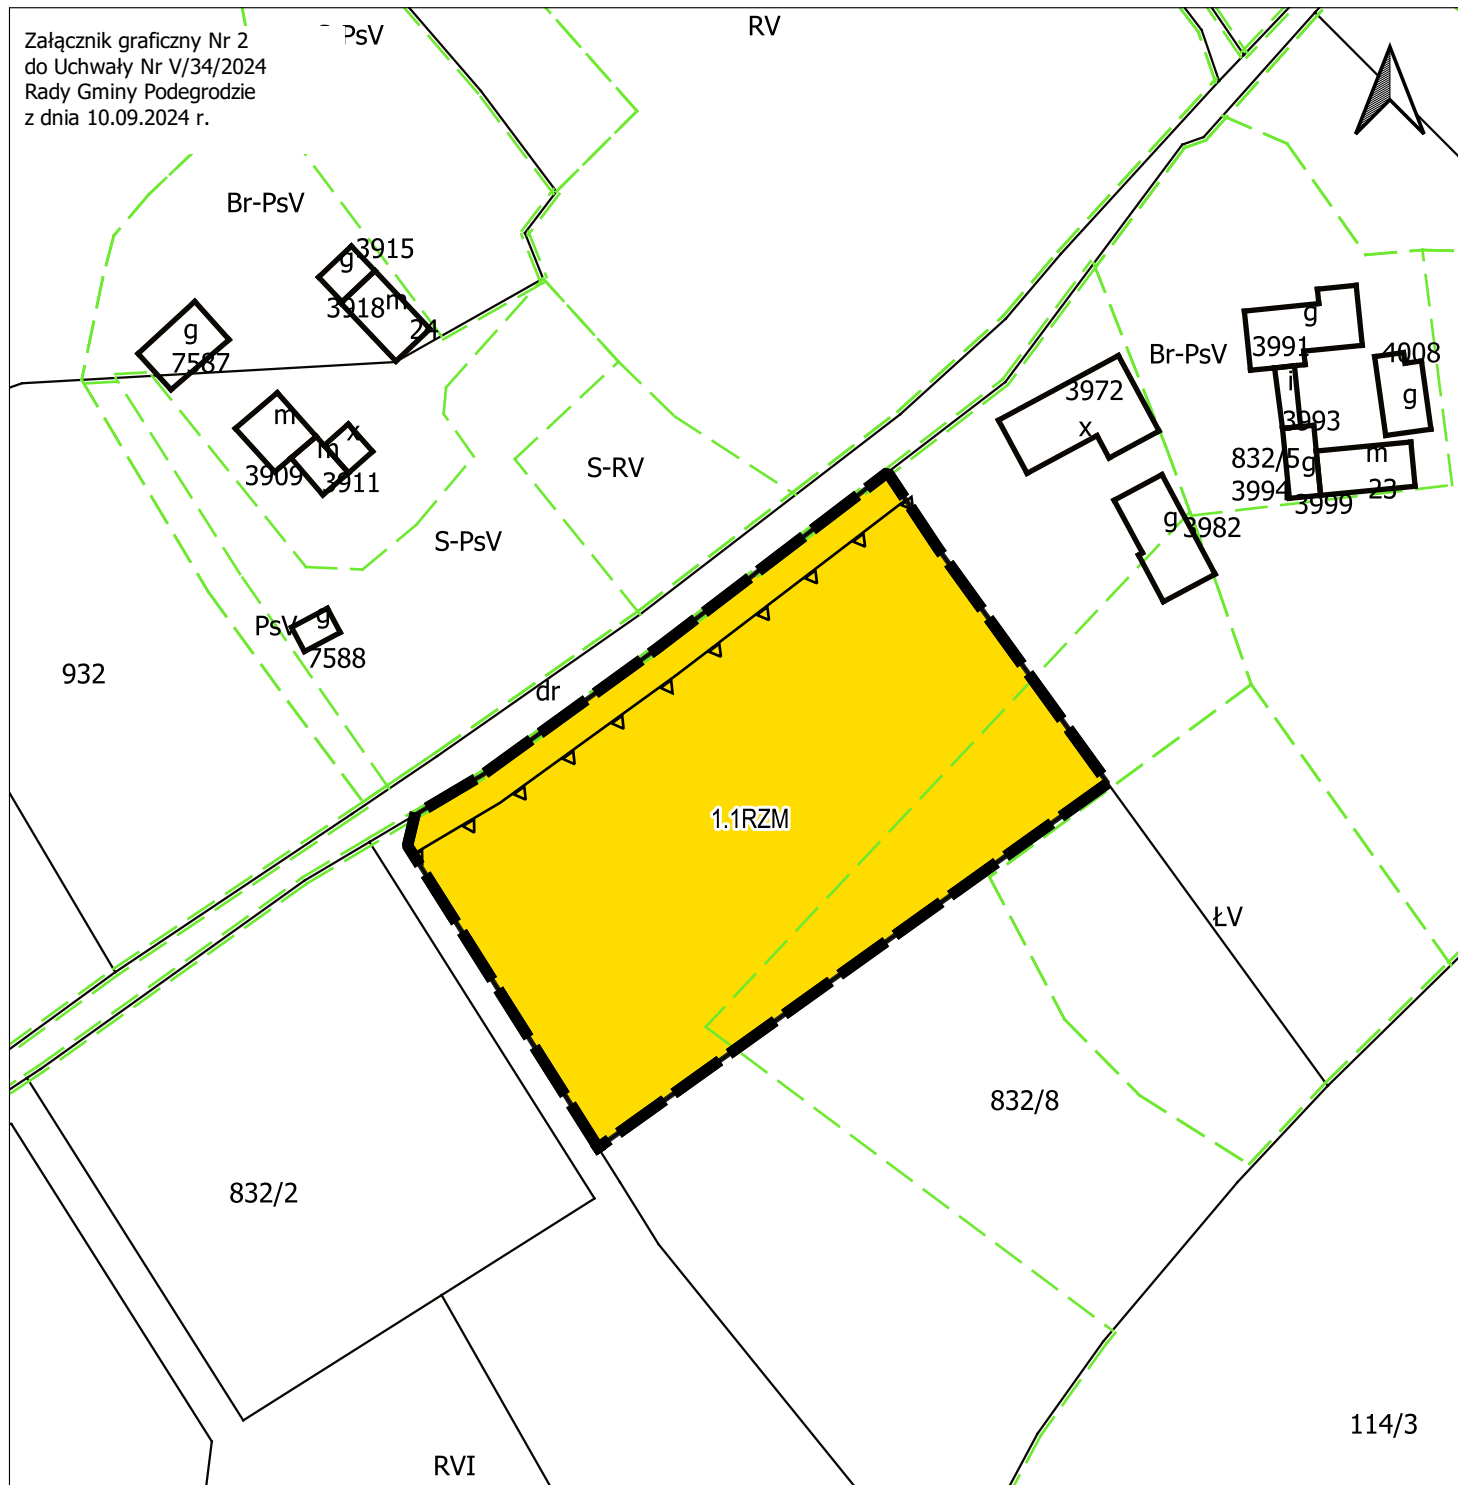 Załącznik graficzny Nr 2
do Uchwały Nr V/34/2024
Rady Gminy Podegrodzie
z dnia 10.09.2024 r.
PsV
RV
Br-PsV
3915
g
3918
m
24
g
7587
m
x
m
3909
3911
S-RV
S-PsV
PsV
g
7588
932
dr
Br-PsV
g
3991
4008
i
g
3972
x
3993
832/5
g
m
3994
23
3999
g
3982
1.1RZM
ŁV
832/8
832/2
114/3
RVI